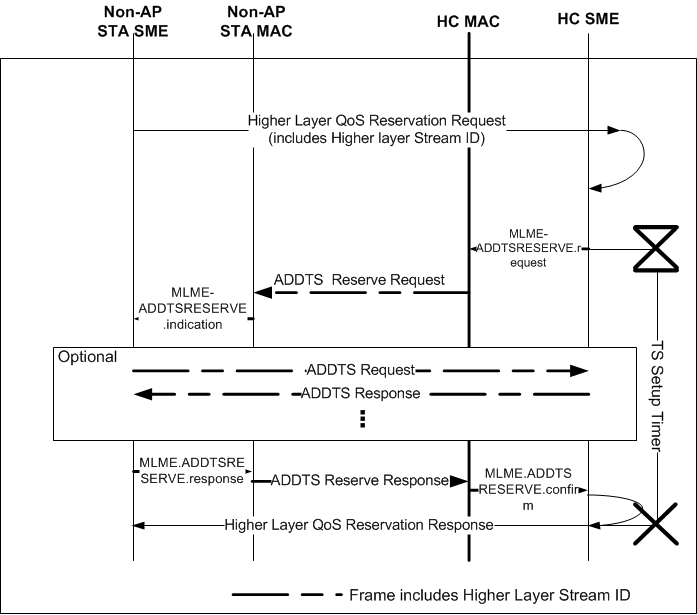 Non-AP
STA SME
Non-AP
STA MAC
HC MAC
HC SME
Higher Layer QoS Reservation Request
(includes Higher layer Stream ID)
MLME-
ADDTSRESERVE.r
equest
ADDTS Reserve Request
MLME-
ADDTSRESERVE
.indication
Optional
ADDTS Request
ADDTS Response
TS Setup Timer
MLME.ADDTSRE
SERVE.response
ADDTS Reserve Response
MLME.ADDTS
RESERVE.confir
m
Higher Layer QoS Reservation Response
Frame includes Higher Layer Stream ID